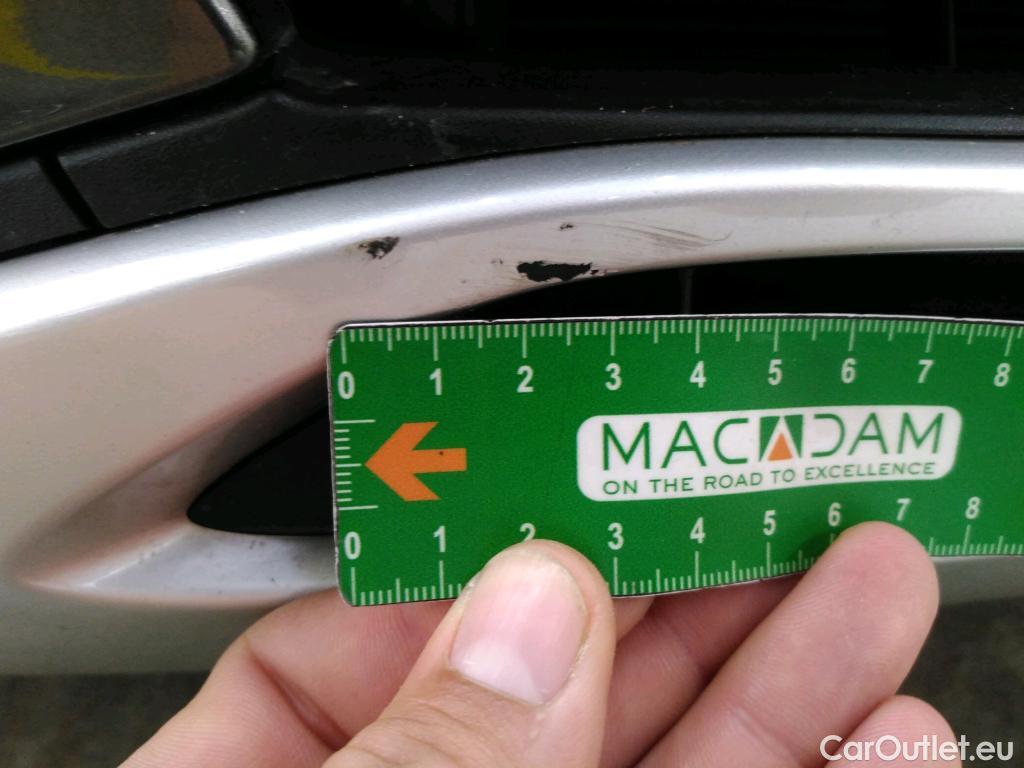 0 1 2 3 4 5 6 7 8
MACADAM
ON THE ROAD TO EXCELLENCE
0 1 2 3 4 5 6 7 8
CarOutlet.eu